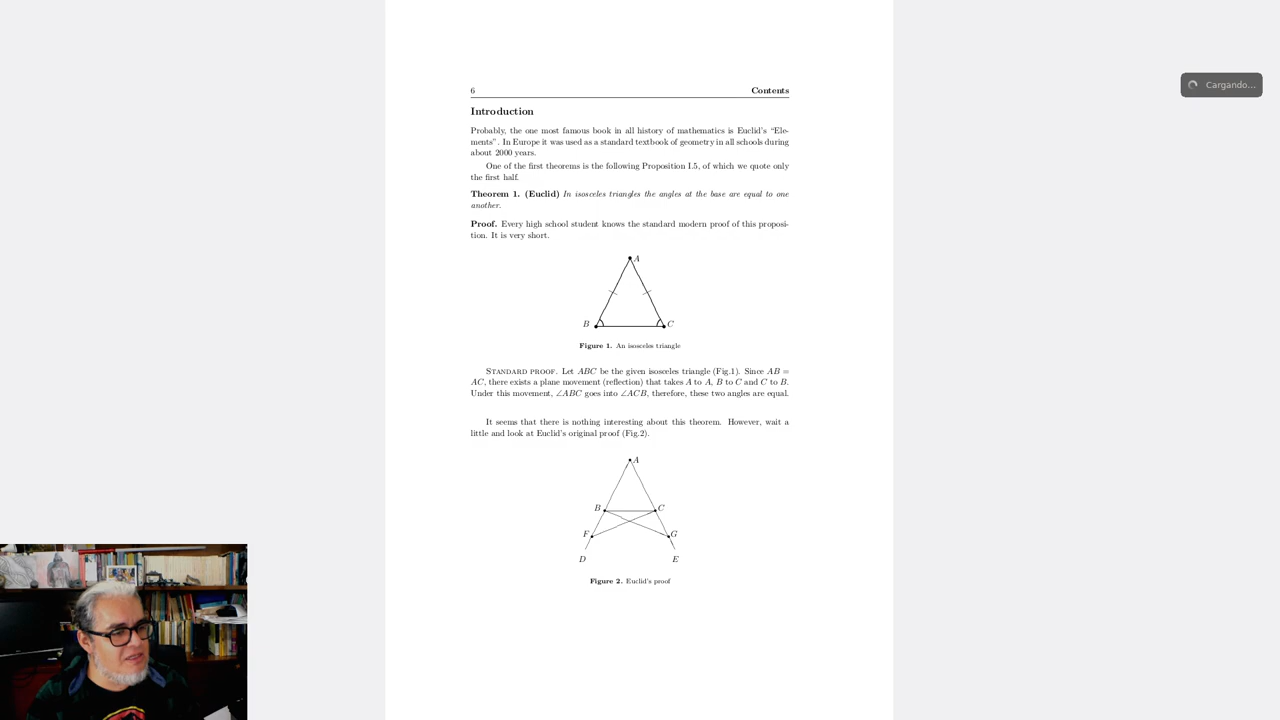 6 Contents
Cargando...
Introduction
Probably, the one most famous book in all history of mathematics is Euclid's “Ele-
ments”. In Europe it was used as a standard textbook of geometry in all schools during
about 2000 years.
One of the first theorems is the following Proposition I.5, of which we quote only
the first half.
Theorem 1. (Euclid) In isosceles triangles the angles at the base are equal to one
another.
Proof. Every high school student knows the standard modern proof of this proposi-
tion. It is very short.
A
B C
Figure 1. An isosceles triangle
STANDARD PROOF. Let ABC be the given isosceles triangle (Fig.1). Since AB =
AC, there exists a plane movement (reflection) that takes A to A, B to C and C to B.
Under this movement, ∠ABC goes into ∠ACB, therefore, these two angles are equal.
It seems that there is nothing interesting about this theorem. However, wait a
little and look at Euclid's original proof (Fig.2).
A
B C
F G
D E
Figure 2. Euclid's proof